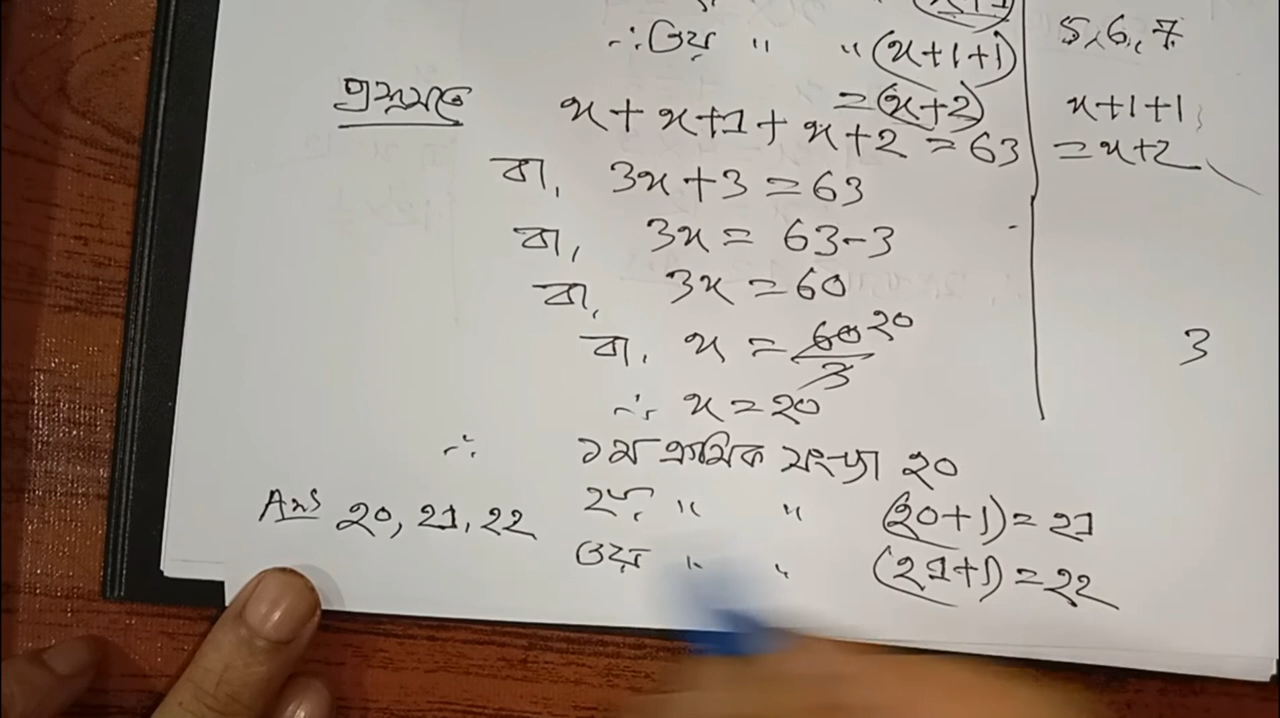 x+1
∴ ৩য় " " (x+1+1)
5, 6, 7
= (x+2)
x+1+1
প্রশ্নমতে
x + x+1 + x+2 = 63
= x+2
বা, 3x+3 = 63
বা, 3x = 63-3
বা, 3x = 60
বা, x = 60/3 20
3
∴ x = 20
∴ ১ম ক্রমিক সংখ্যা 20
২য় " " (20+1) = 21
Ans 20, 21, 22
৩য় " " (21+1) = 22